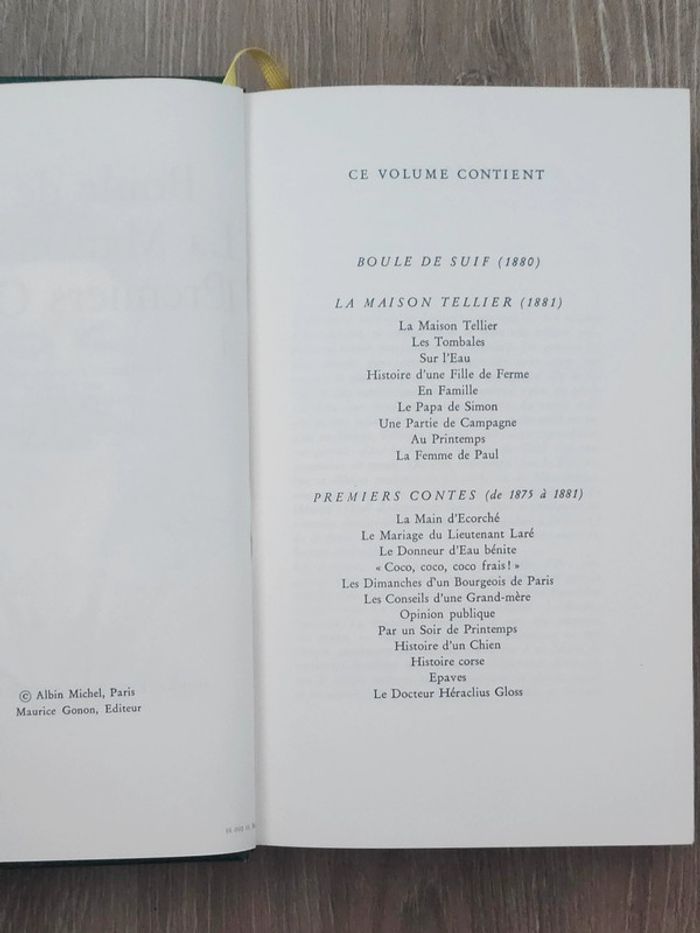 © Albin Michel, Paris
Maurice Gonon, Editeur
CE VOLUME CONTIENT
BOULE DE SUIF (1880)
LA MAISON TELLIER (1881)
La Maison Tellier
Les Tombales
Sur l'Eau
Histoire d'une Fille de Ferme
En Famille
Le Papa de Simon
Une Partie de Campagne
Au Printemps
La Femme de Paul
PREMIERS CONTES (de 1875 à 1881)
La Main d'Ecorché
Le Mariage du Lieutenant Laré
Le Donneur d'Eau bénite
« Coco, coco, coco frais! »
Les Dimanches d'un Bourgeois de Paris
Les Conseils d'une Grand-mère
Opinion publique
Par un Soir de Printemps
Histoire d'un Chien
Histoire corse
Epaves
Le Docteur Héraclius Gloss